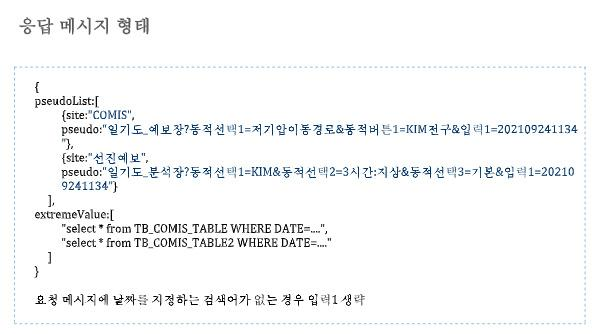 응답 메시지 형태
{
pseudoList:[
{site:"COMIS",
pseudo:"일기도_예보장?동적선택1=저기압이동경로&동적버튼1=KIM전구&입력1=202109241134
"},
{site:"선진예보",
pseudo:"일기도_분석장?동적선택1=KIM&동적선택2=3시간:지상&동적선택3=기본&입력1=20210
9241134"}
],
extremeValue:[
"select * from TB_COMIS_TABLE WHERE DATE=....",
"select * from TB_COMIS_TABLE2 WHERE DATE=...."
]
}
요청 메시지에 날짜를 지정하는 검색어가 없는 경우 입력1 생략